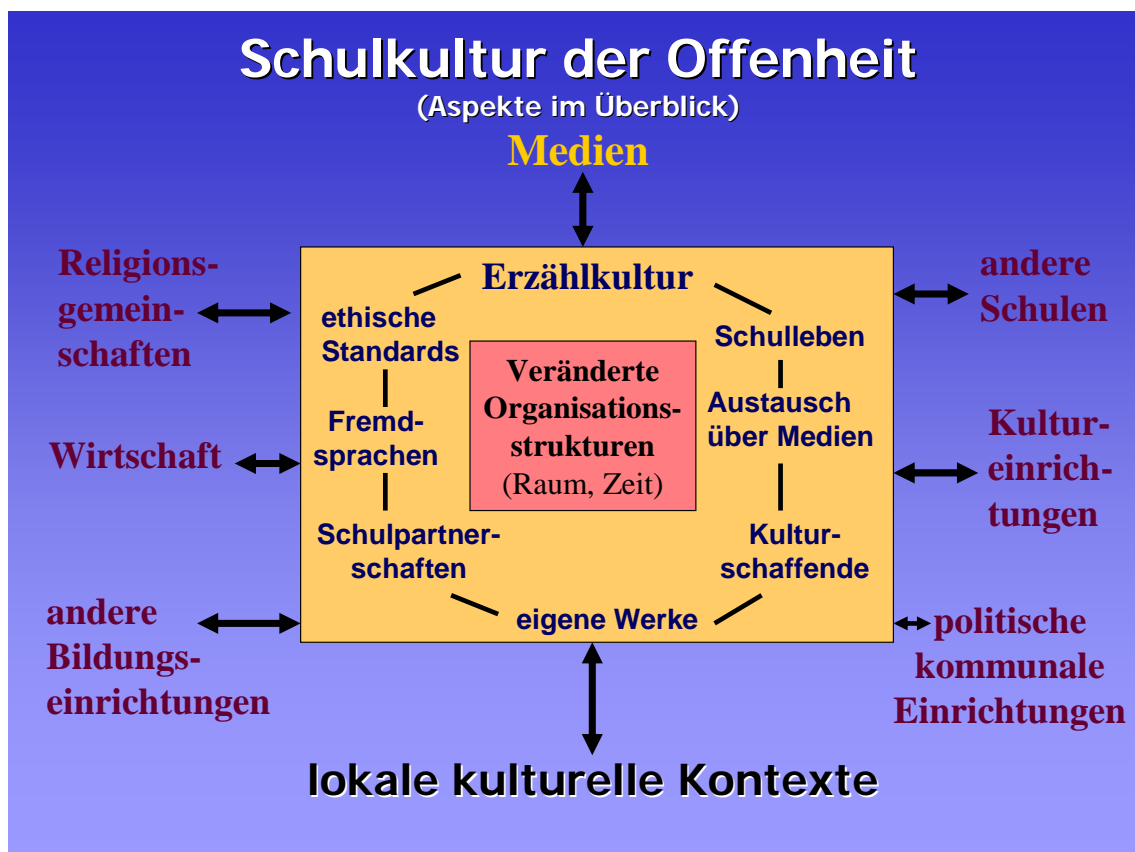 Schulkultur der Offenheit
(Aspekte im Überblick)
Medien
Religions-
gemein-
schaften
Wirtschaft
andere
Bildungs-
einrichtungen
Erzählkultur
ethische
Standards
Fremd-
sprachen
Schulpartner-
schaften
eigene Werke
Schulleben
Austausch
über Medien
Kultur-
schaffende
Veränderte
Organisations-
strukturen
(Raum, Zeit)
andere
Schulen
Kultur-
einrich-
tungen
politische
kommunale
Einrichtungen
lokale kulturelle Kontexte